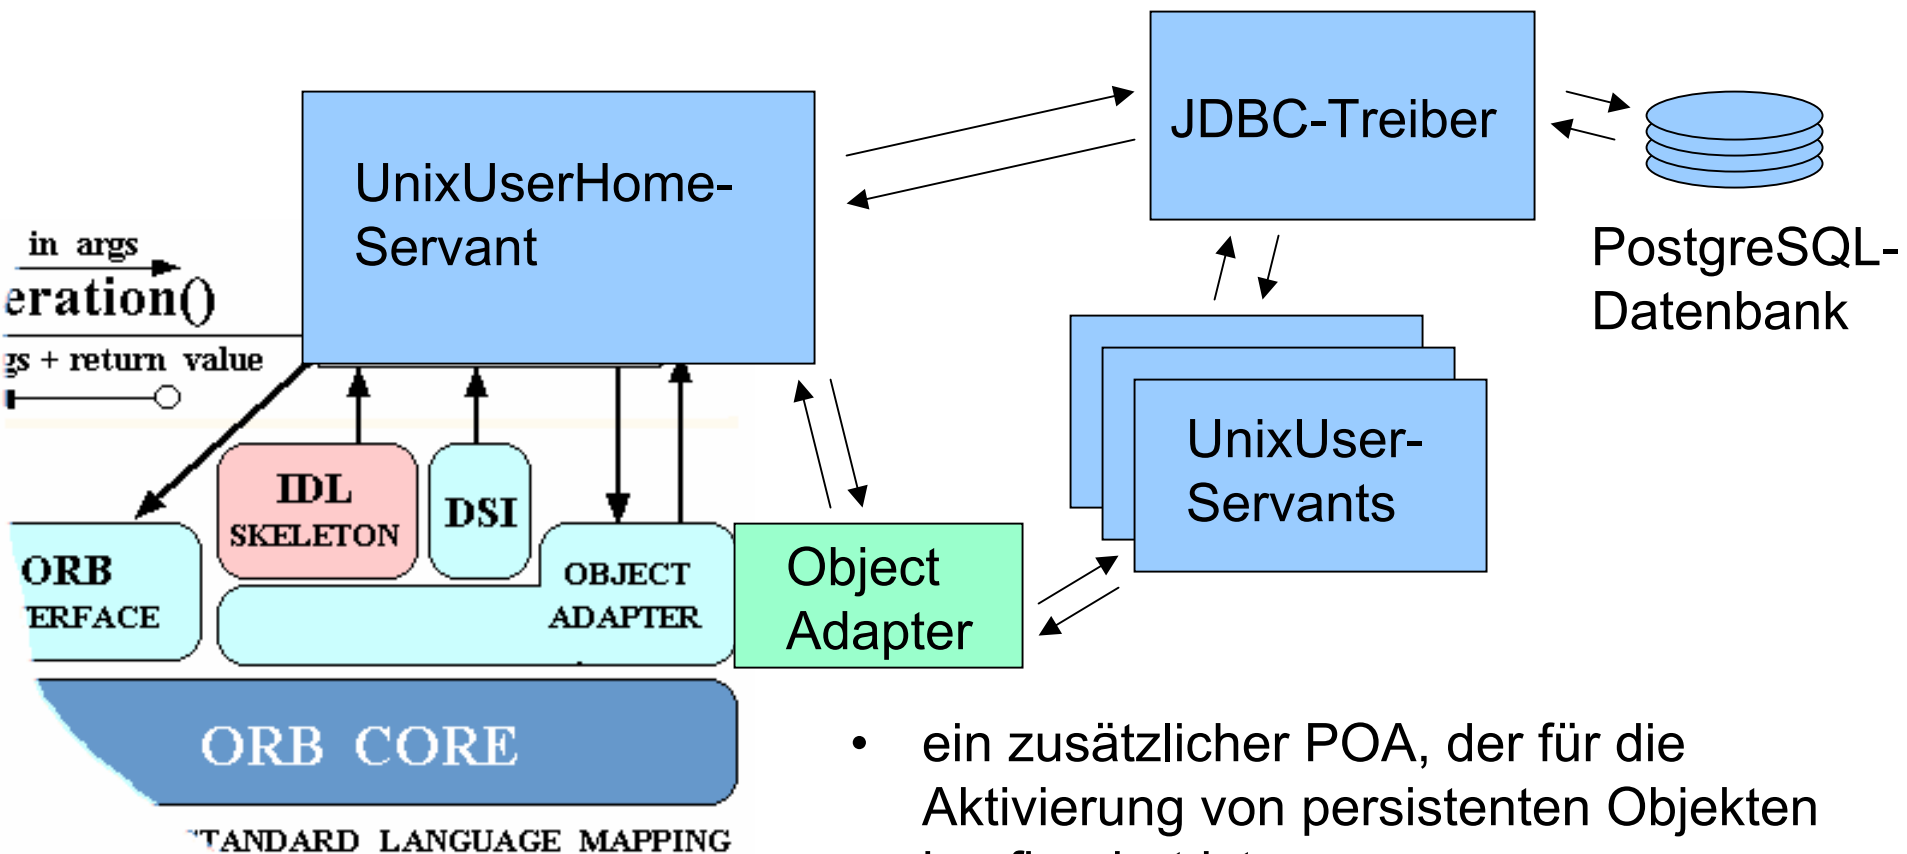 JDBC-Treiber
UnixUserHome-
Servant
in args
eration()
gs + return value
PostgreSQL-
Datenbank
UnixUser-
Servants
IDL
SKELETON
DSI
ORB
ERFACE
OBJECT
ADAPTER
Object
Adapter
ORB CORE
• ein zusätzlicher POA, der für die
Aktivierung von persistenten Objekten
TANDARD LANGUAGE MAPPING